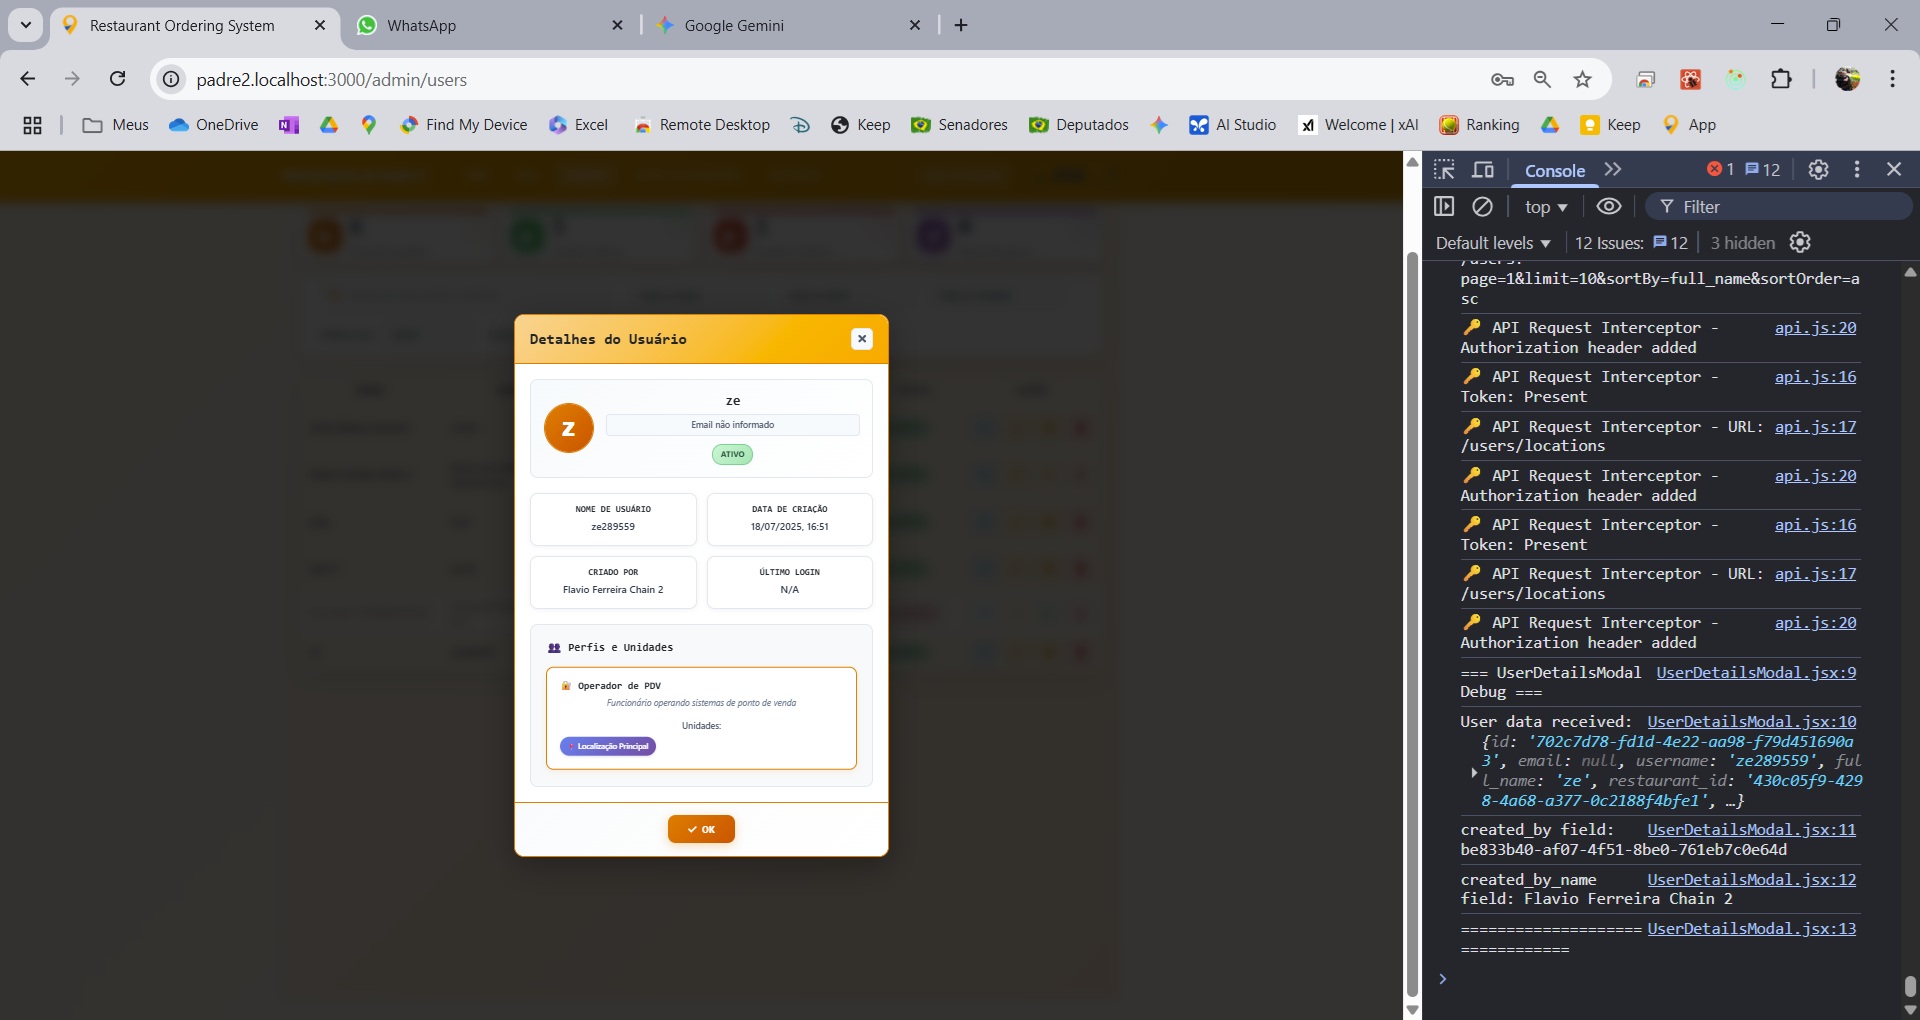 Restaurant Ordering System
WhatsApp
Google Gemini
padre2.localhost:3000/admin/users
Meus
OneDrive
Find My Device
Excel
Remote Desktop
Keep
Senadores
Deputados
AI Studio
Welcome | xAI
Ranking
Keep
App
Detalhes do Usuário
z
ze
Email não informado
ATIVO
NOME DE USUÁRIO
ze289559
DATA DE CRIAÇÃO
18/07/2025, 16:51
CRIADO POR
Flavio Ferreira Chain 2
ÚLTIMO LOGIN
N/A
Perfis e Unidades
Operador de PDV
Funcionário operando sistemas de ponto de venda
Unidades:
Localização Principal
OK
Console
1
12
top
Filter
Default levels
12 Issues: 12
3 hidden
/users?
page=1&limit=10&sortBy=full_name&sortOrder=a
sc
API Request Interceptor - api.js:20
Authorization header added
API Request Interceptor - api.js:16
Token: Present
API Request Interceptor - URL: api.js:17
/users/locations
API Request Interceptor - api.js:20
Authorization header added
API Request Interceptor - api.js:16
Token: Present
API Request Interceptor - URL: api.js:17
/users/locations
API Request Interceptor - api.js:20
Authorization header added
=== UserDetailsModal UserDetailsModal.jsx:9
Debug ===
User data received: UserDetailsModal.jsx:10
{id: '702c7d78-fd1d-4e22-aa98-f79d451690a
3', email: null, username: 'ze289559', ful
l_name: 'ze', restaurant_id: '430c05f9-429
8-4a68-a377-0c2188f4bfe1', …}
created_by field: UserDetailsModal.jsx:11
be833b40-af07-4f51-8be0-761eb7c0e64d
created_by_name UserDetailsModal.jsx:12
field: Flavio Ferreira Chain 2
==================== UserDetailsModal.jsx:13
============